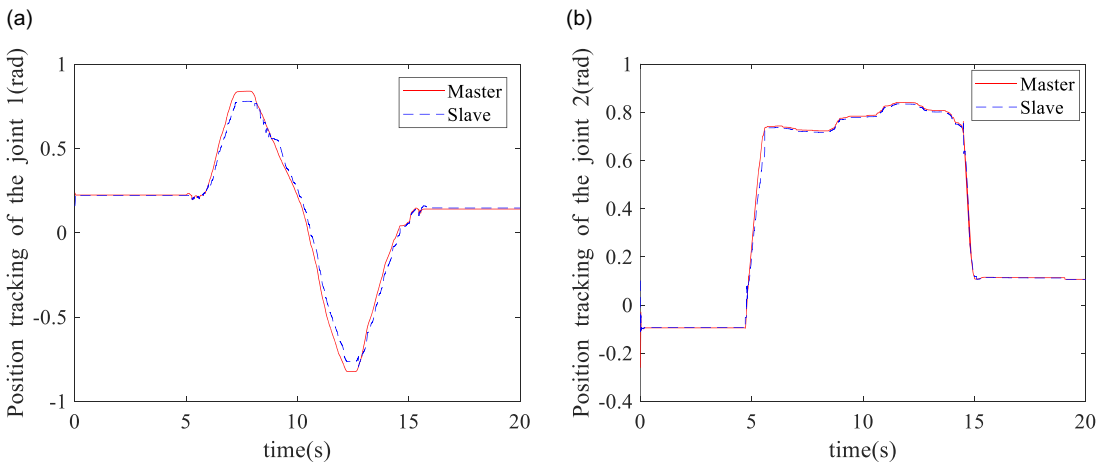 (a)
(b)
Position tracking of the joint 1(rad)
1
0.5
0
-0.5
-1
0
5
10
15
20
time(s)
Master
Slave
Position tracking of the joint 2(rad)
1
0.8
0.6
0.4
0.2
0
-0.2
-0.4
0
5
10
15
20
time(s)
Master
Slave